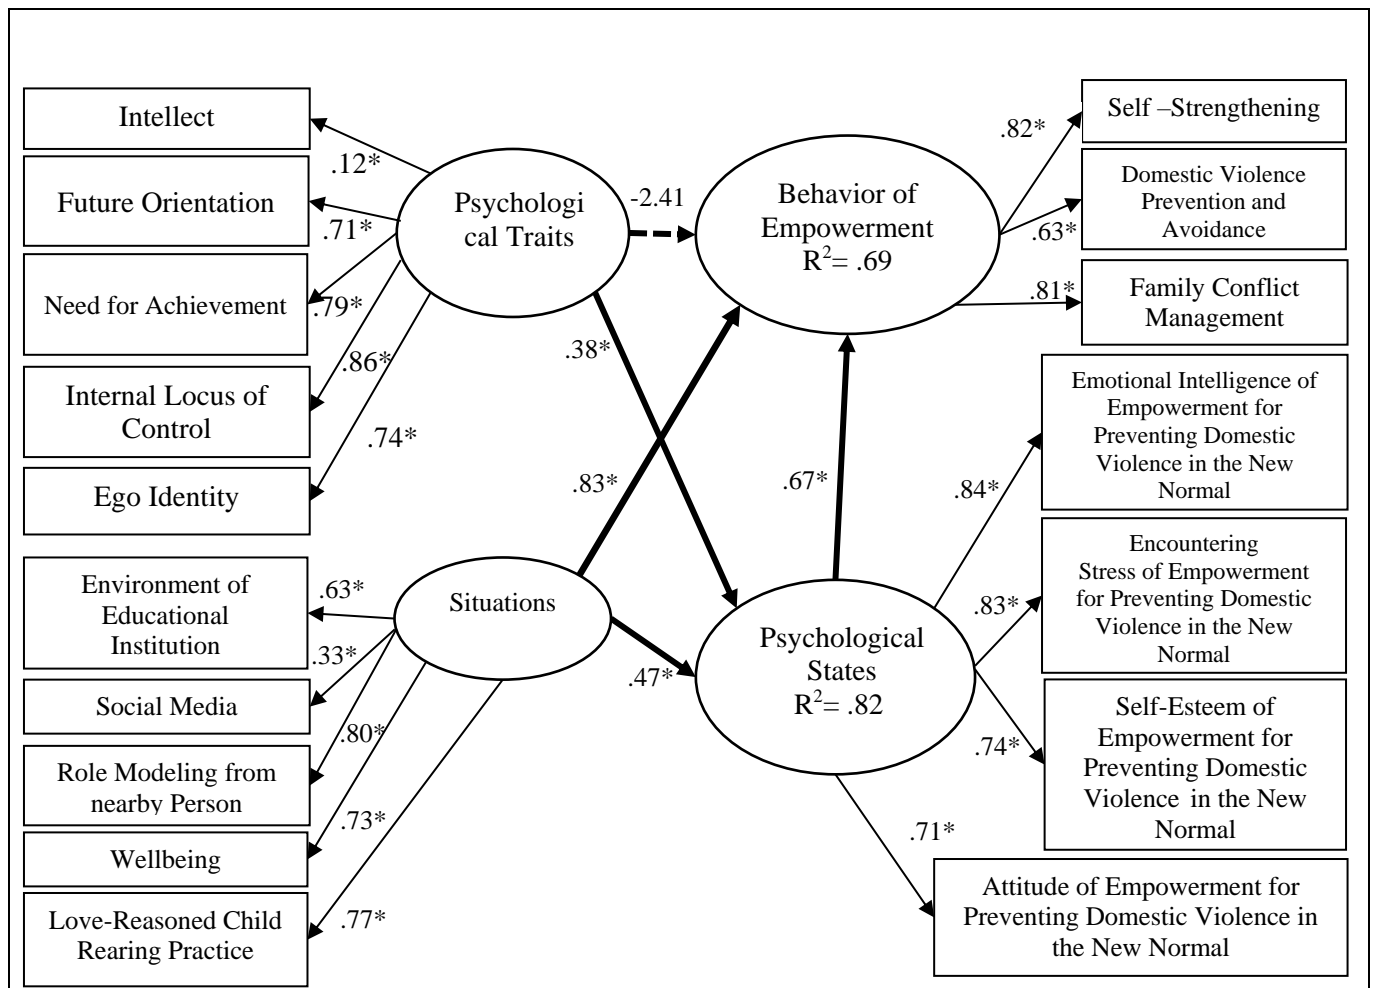 Intellect
.12*
Future Orientation
.71*
Need for Achievement
.79*
Internal Locus of
Control
.86*
Ego Identity
.74*
Environment of
Educational
Institution
.63*
Social Media
.33*
Role Modeling from
nearby Person
.80*
Wellbeing
.73*
Love-Reasoned Child
Rearing Practice
.77*
Psychologi
cal Traits
-2.41
.38*
Situations
.83*
.47*
Behavior of
Empowerment
R²= .69
.67*
Psychological
States
R²= .82
.82*
Self –Strengthening
.63*
Domestic Violence
Prevention and
Avoidance
.81*
Family Conflict
Management
.84*
Emotional Intelligence of
Empowerment for
Preventing Domestic
Violence in the New
Normal
.83*
Encountering
Stress of Empowerment
for Preventing Domestic
Violence in the New
Normal
.74*
Self-Esteem of
Empowerment for
Preventing Domestic
Violence in the New
Normal
.71*
Attitude of Empowerment for
Preventing Domestic Violence in
the New Normal